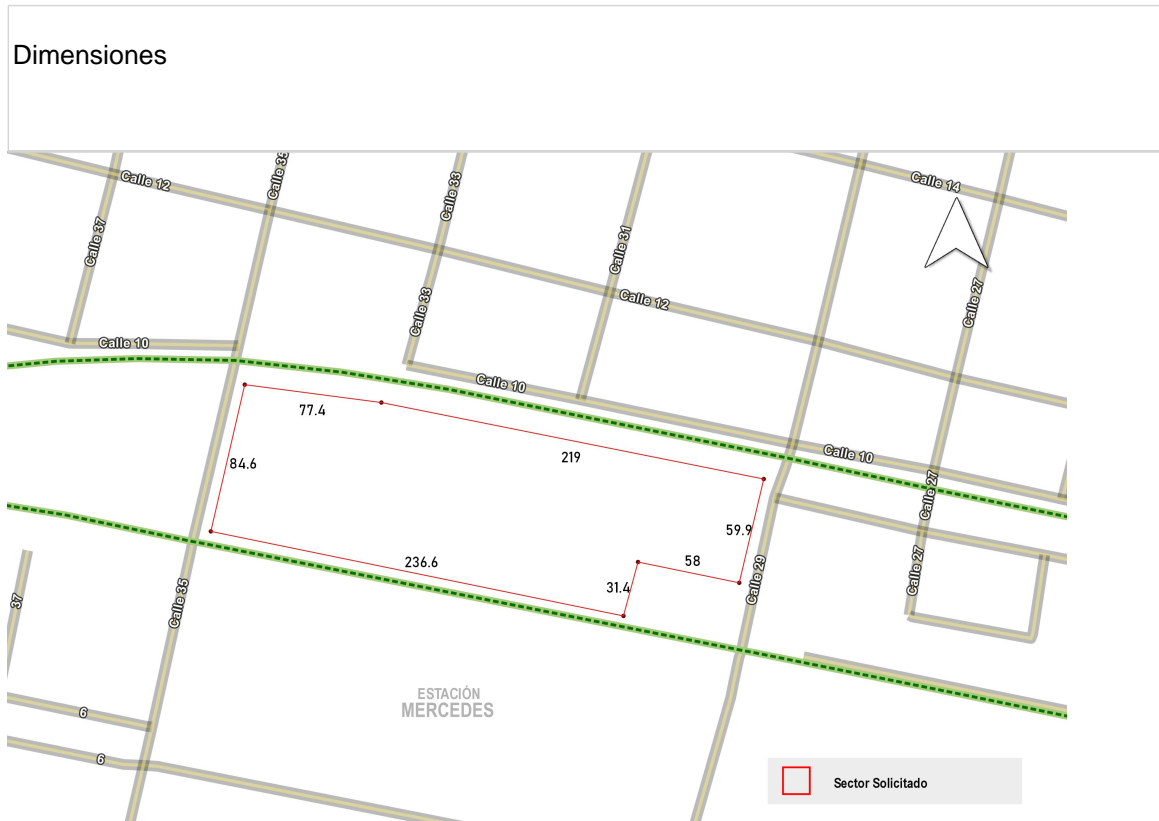 Dimensiones
Calle 12
Calle 35
Calle 33
Calle 14
Calle 37
Calle 31
Calle 33
Calle 12
Calle 27
Calle 10
Calle 10
77.4
219
Calle 10
84.6
Calle 27
59.9
236.6
58
31.4
Calle 29
Calle 27
37
Calle 35
ESTACIÓN
MERCEDES
6
6
Sector Solicitado